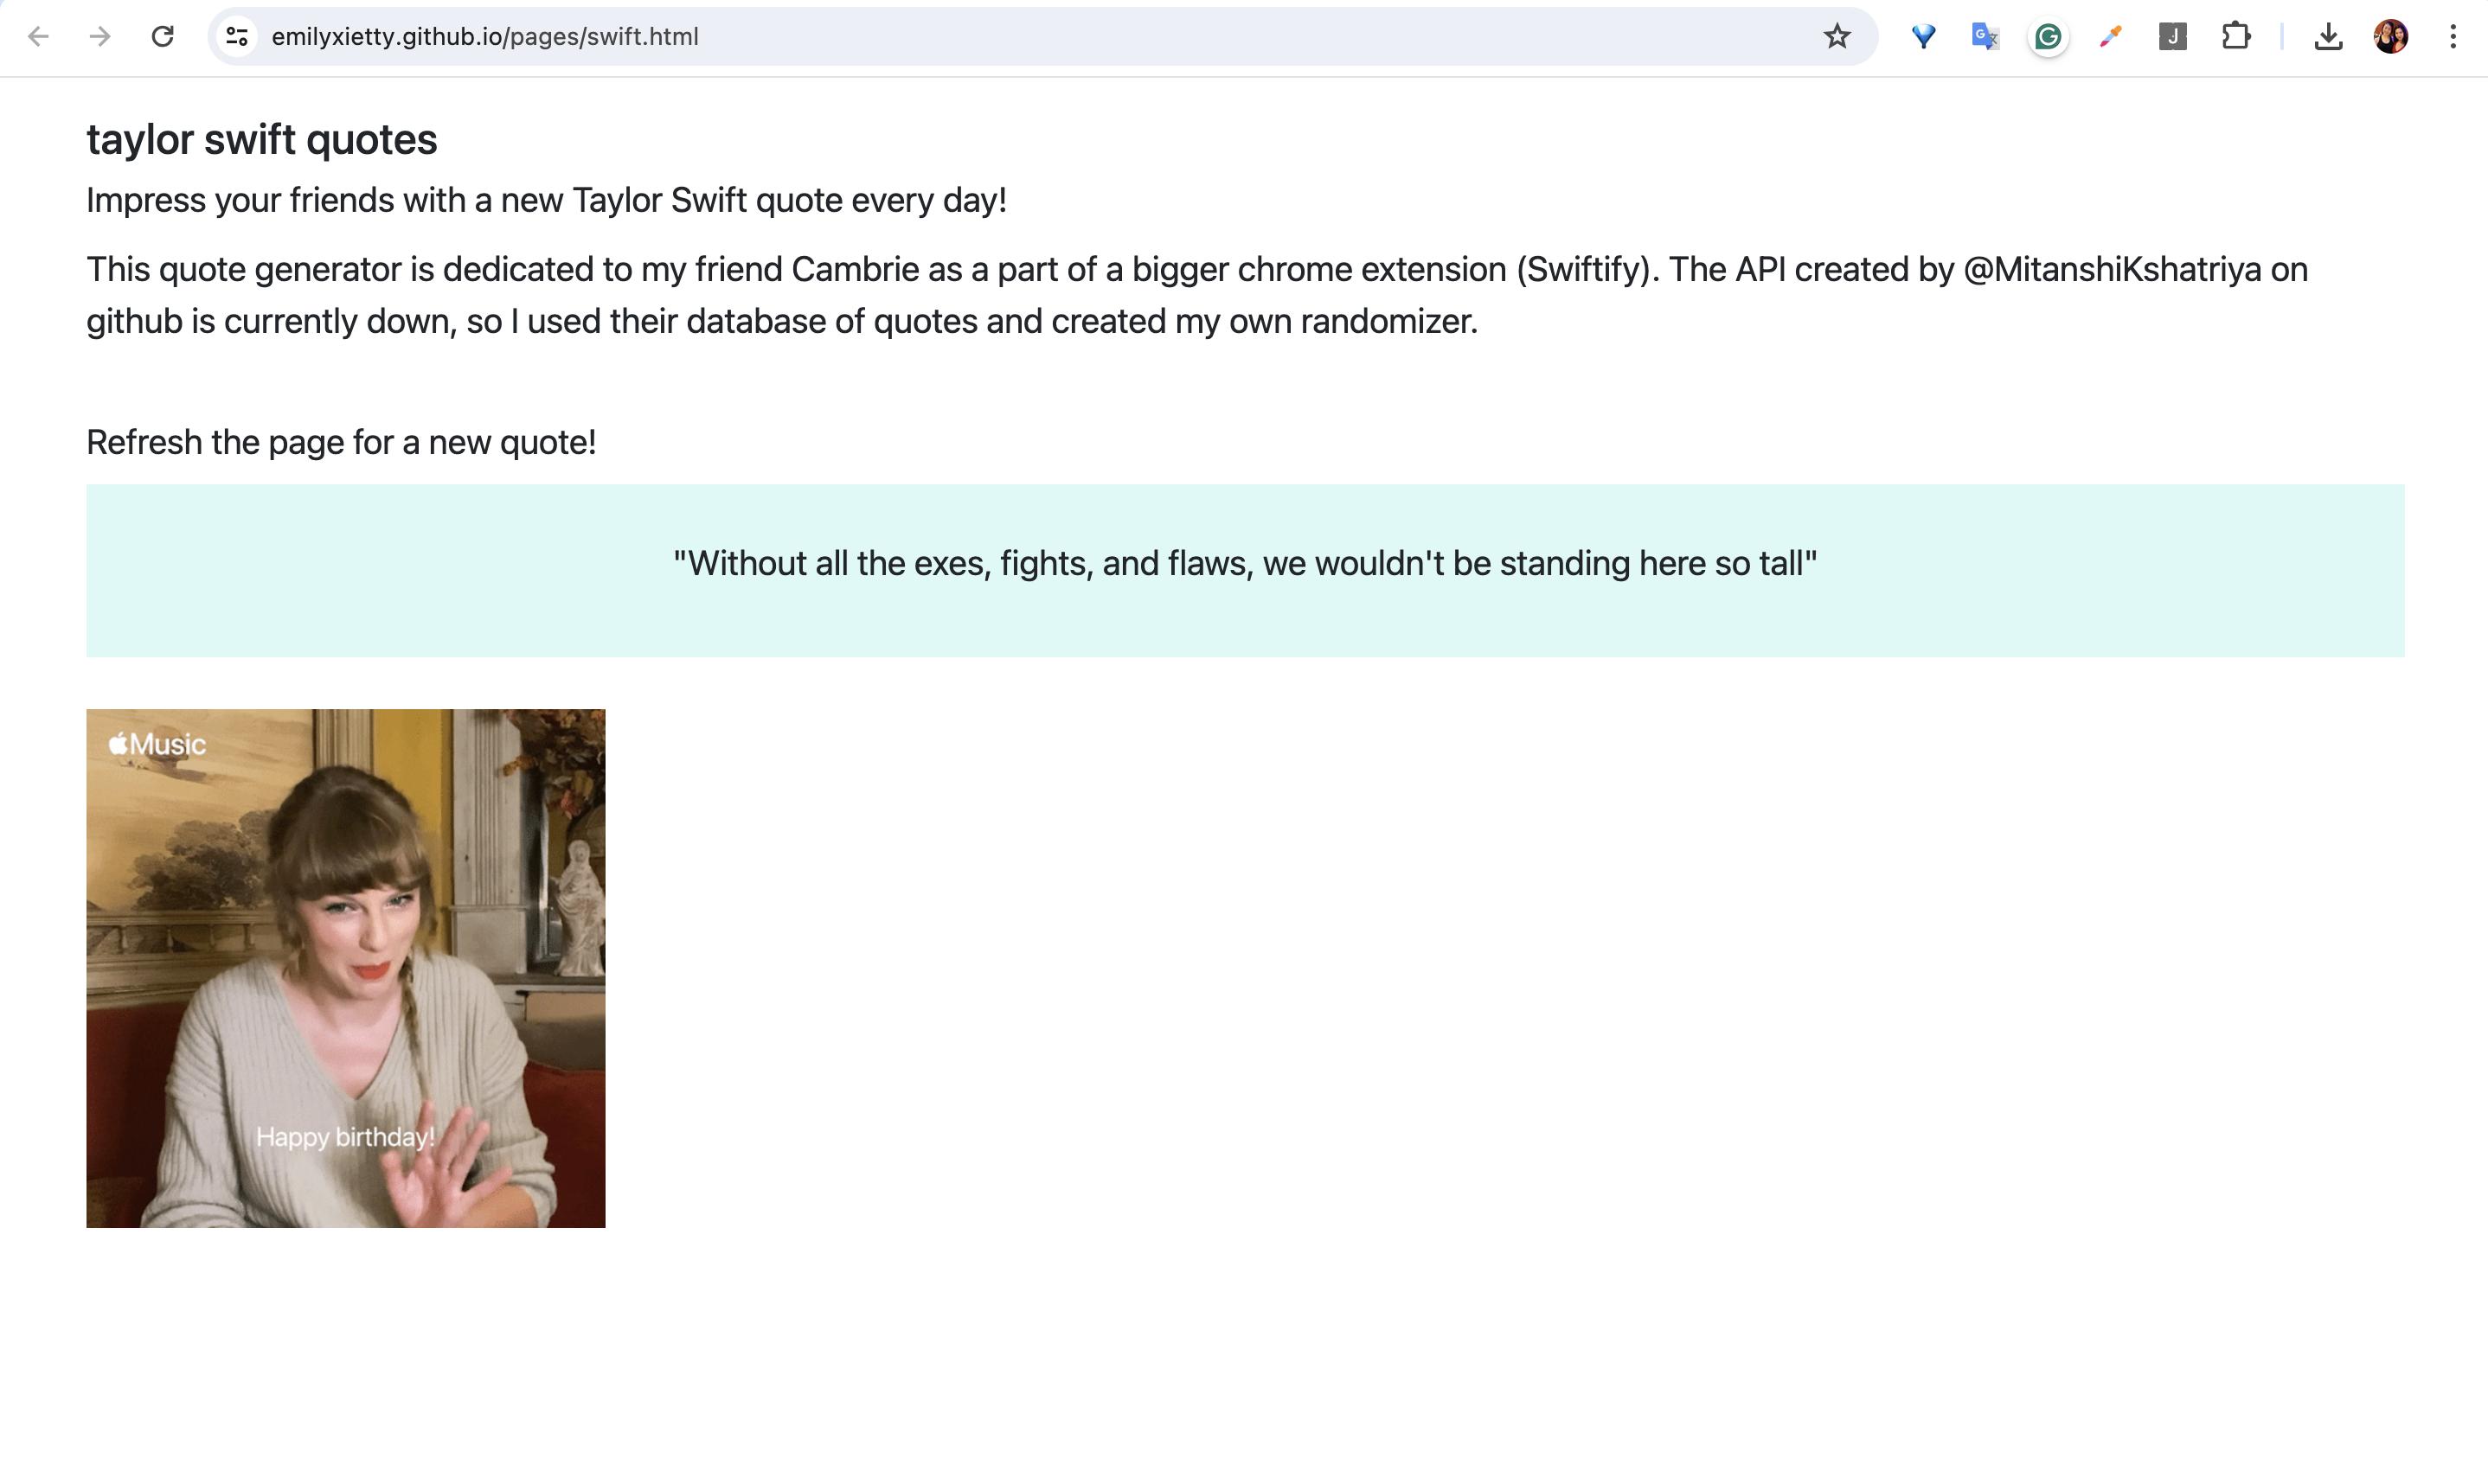 emilyxietty.github.io/pages/swift.html
G
G
J
taylor swift quotes
Impress your friends with a new Taylor Swift quote every day!
This quote generator is dedicated to my friend Cambrie as a part of a bigger chrome extension (Swiftify). The API created by @MitanshiKshatriya on
github is currently down, so I used their database of quotes and created my own randomizer.
Refresh the page for a new quote!
"Without all the exes, fights, and flaws, we wouldn't be standing here so tall"
Music
Happy birthday!